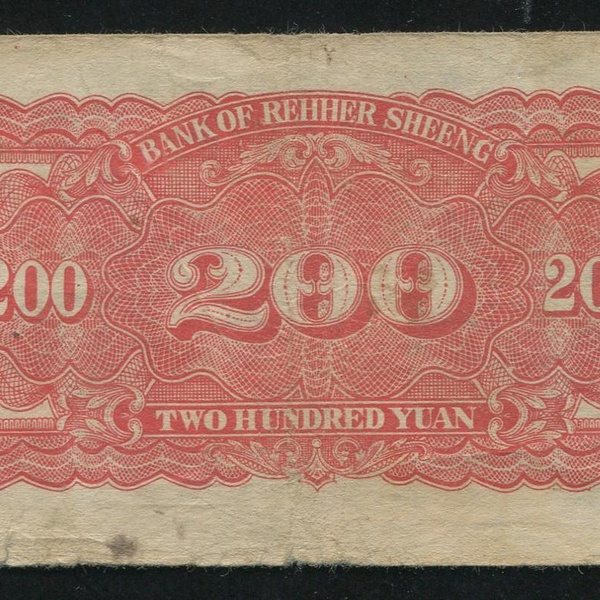 BANK OF REHHER SHEENG
200
200
20
TWO HUNDRED YUAN